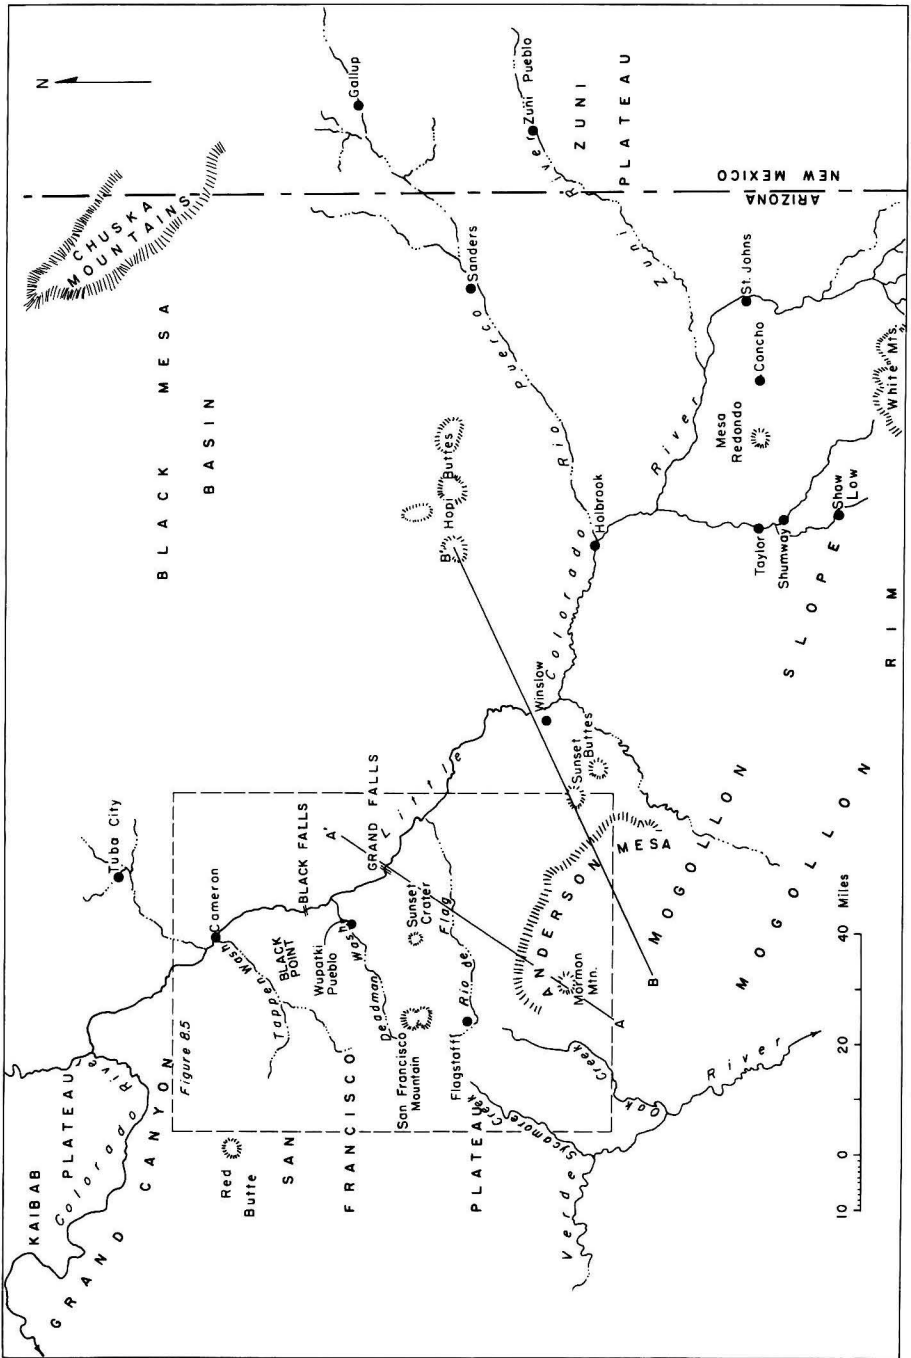 N
KAIBAB
PLATEAU
Colorado River
GRAND CANYON
Tuba City
BLACK MESA
BASIN
CHUSKA
MOUNTAINS
Figure 8.5
Red
Butte
SAN
FRANCISCO
PLATEAU
Cameron
Tappen Wash
BLACK
POINT
BLACK FALLS
Wupatki
Pueblo
Deadman Wash
A'
GRAND FALLS
San Francisco
Mountain
Sunset
Crater
Flagstaff
Rio de Flag
Little Colorado River
B'
Hopi Buttes
Gallup
Sanders
Rio Puerco
Zuni Pueblo
Zuni River
ZUNI
PLATEAU
ARIZONA
NEW MEXICO
Winslow
Holbrook
Sunset
Buttes
ANDERSON MESA
Mormon
Mtn.
A
B
Sycamore Creek
Oak Creek
Verde River
MOGOLLON SLOPE
MOGOLLON RIM
Mesa
Redondo
Concho
St. Johns
Taylor
Shumway
Show
Low
White Mts.
10 0 10 20 40
Miles